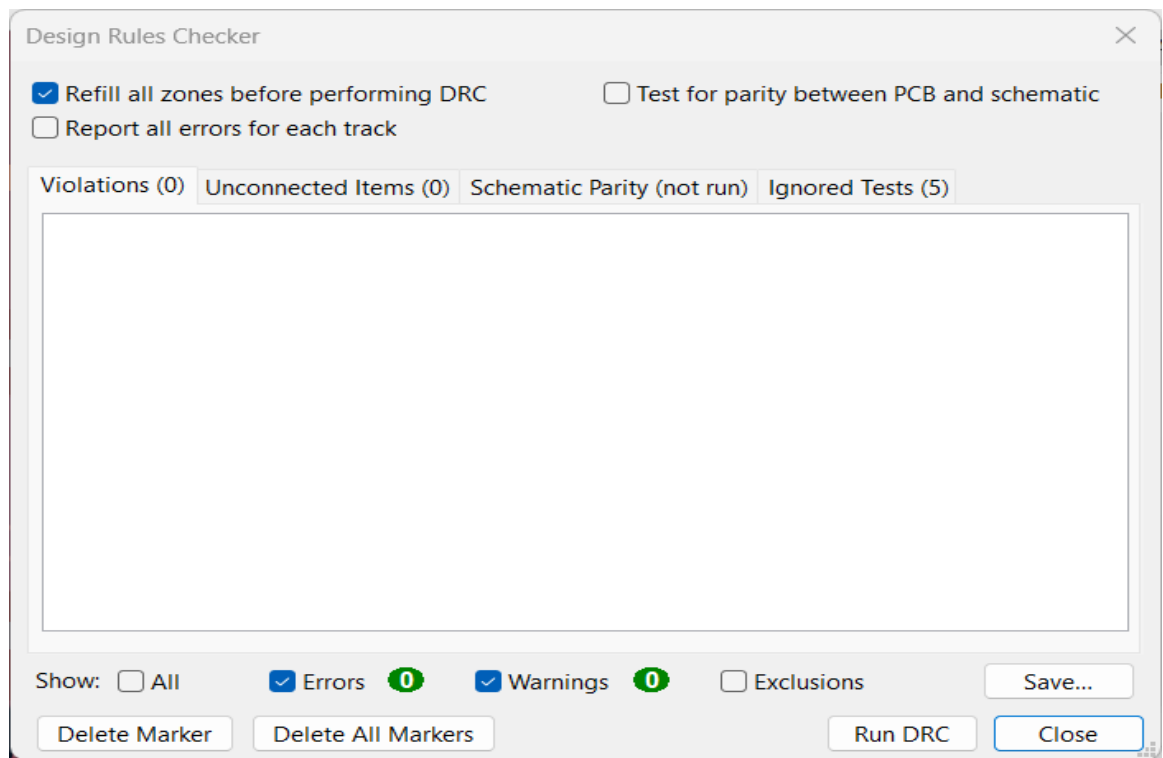 Design Rules Checker
Refill all zones before performing DRC
Test for parity between PCB and schematic
Report all errors for each track
Violations (0) Unconnected Items (0) Schematic Parity (not run) Ignored Tests (5)
Show: All Errors 0 Warnings 0 Exclusions Save...
Delete Marker Delete All Markers Run DRC Close